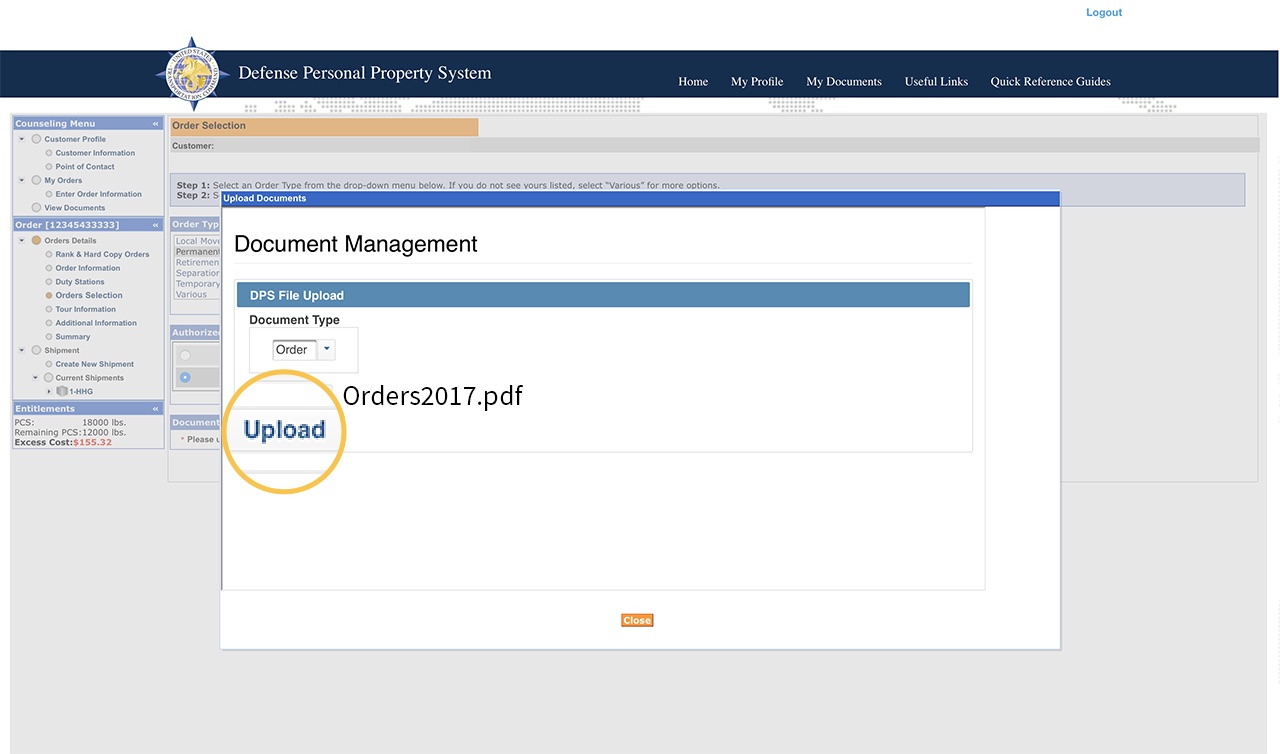 Logout
UNITED STATES TRANSPORTATION COMMAND
Defense Personal Property System
Home My Profile My Documents Useful Links Quick Reference Guides
Counseling Menu «
Customer Profile
Customer Information
Point of Contact
My Orders
Enter Order Information
View Documents
Order [12345433333] «
Orders Details
Rank & Hard Copy Orders
Order Information
Duty Stations
Orders Selection
Tour Information
Additional Information
Summary
Shipment
Create New Shipment
Current Shipments
1-HHG
Entitlements «
PCS: 18000 lbs.
Remaining PCS:12000 lbs.
Excess Cost:$155.32
Order Selection
Customer:
Step 1: Select an Order Type from the drop-down menu below. If you do not see yours listed, select "Various" for more options.
Step 2: S
Order Typ
Local Move
Permanent
Retiremen
Separation
Temporary
Various
Authorized
Document
* Please u
Upload Documents
Document Management
DPS File Upload
Document Type
Order
Orders2017.pdf
Upload
Close